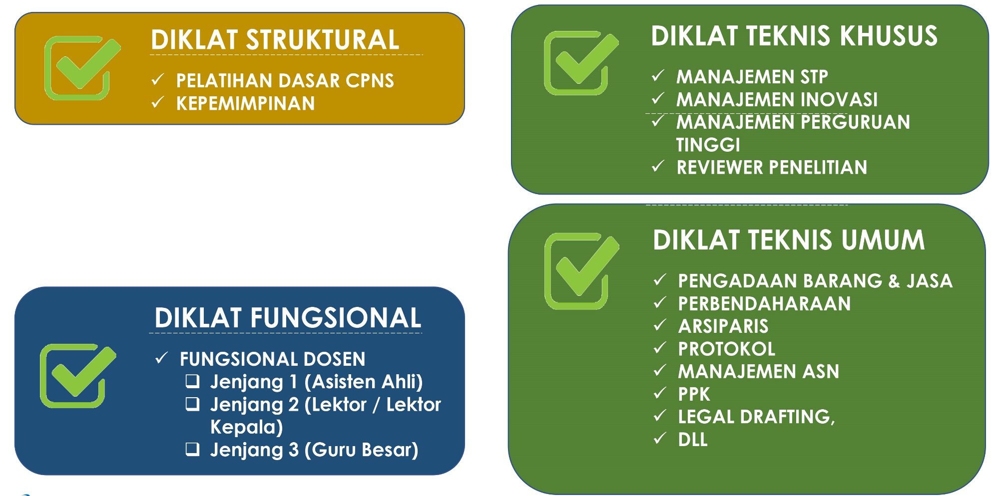 DIKLAT STRUKTURAL
PELATIHAN DASAR CPNS
KEPEMIMPINAN
DIKLAT FUNGSIONAL
FUNGSIONAL DOSEN
Jenjang 1 (Asisten Ahli)
Jenjang 2 (Lektor / Lektor
Kepala)
Jenjang 3 (Guru Besar)
DIKLAT TEKNIS KHUSUS
MANAJEMEN STP
MANAJEMEN INOVASI
MANAJEMEN PERGURUAN
TINGGI
REVIEWER PENELITIAN
DIKLAT TEKNIS UMUM
PENGADAAN BARANG & JASA
PERBENDAHARAAN
ARSIPARIS
PROTOKOL
MANAJEMEN ASN
PPK
LEGAL DRAFTING,
DLL